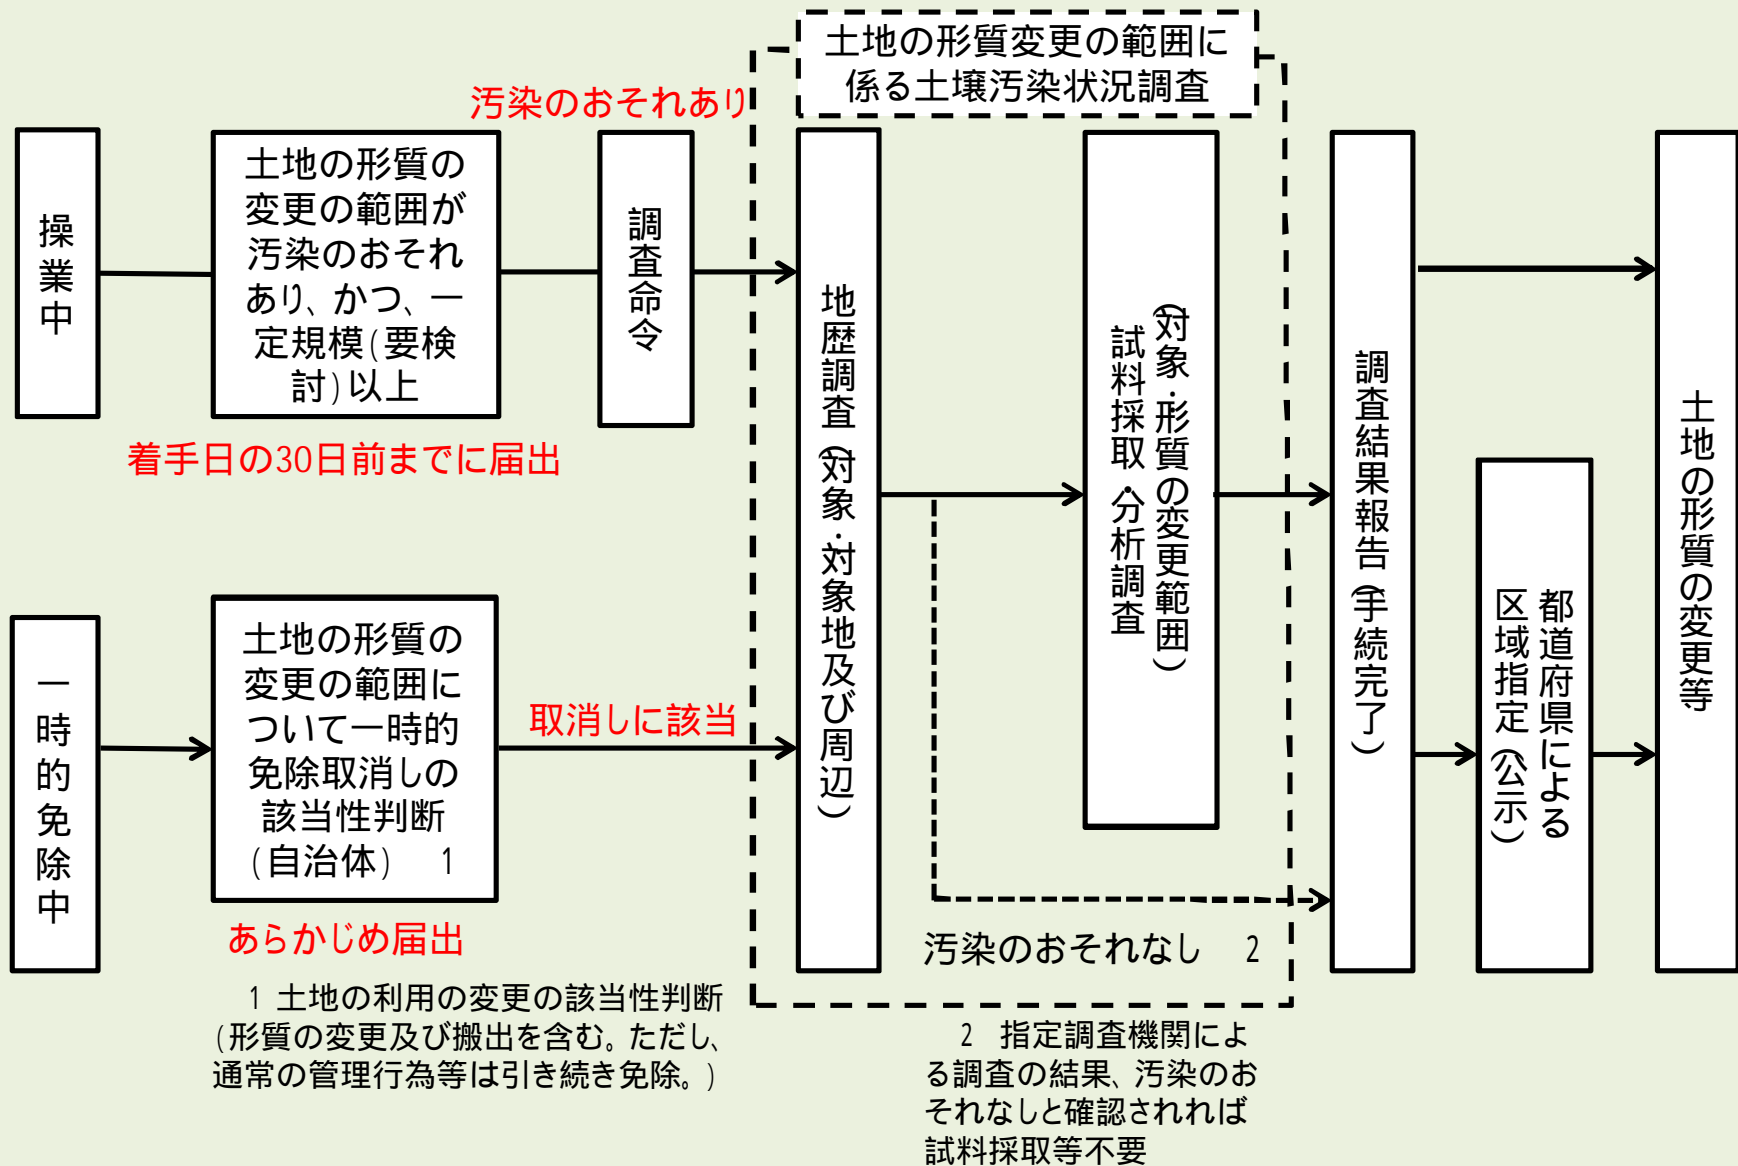 土地の形質変更の範囲に
係る土壌汚染状況調査
汚染のおそれあり
操業中
土地の形質の
変更の範囲が
汚染のおそれ
あり、かつ、一
定規模(要検
討)以上
調査命令
着手日の30日前までに届出
一時的免除中
土地の形質の
変更の範囲に
ついて一時的
免除取消しの
該当性判断
(自治体) 1
取消しに該当
あらかじめ届出
1 土地の利用の変更の該当性判断
(形質の変更及び搬出を含む。ただし、
通常の管理行為等は引き続き免除。)
地歴調査(対象・対象地及び周辺)
(対象・形質の変更範囲)
試料採取・分析調査
汚染のおそれなし 2
2 指定調査機関によ
る調査の結果、汚染のお
それなしと確認されれば
試料採取等不要
調査結果報告(手続完了)
都道府県による
区域指定(公示)
土地の形質の変更等